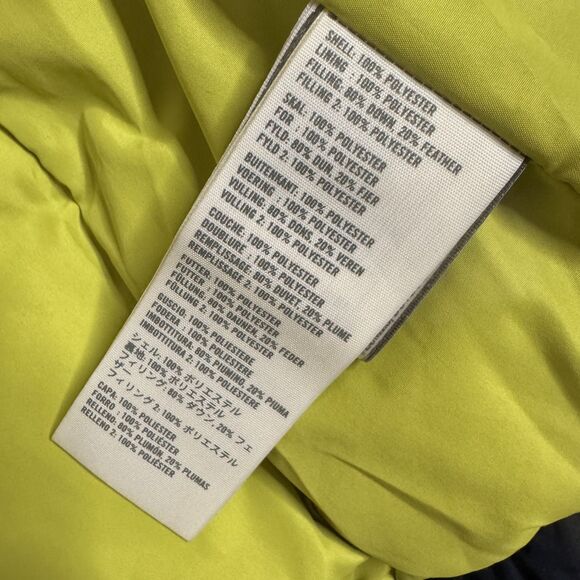 SHELL: 100% POLYESTER
LINING : 100% POLYESTER
FILLING: 80% DOWN, 20% FEATHER
FILLING 2: 100% POLYESTER
SKAL: 100% POLYESTER
FOR : 100% POLYESTER
FYLD: 80% DUN, 20% FJER
FYLD 2: 100% POLYESTER
BUITENKANT: 100% POLYESTER
VOERING : 100% POLYESTER
VULLING: 80% DONS, 20% VEREN
VULLING 2: 100% POLYESTER
COUCHE: 100% POLYESTER
DOUBLURE : 100% POLYESTER
REMPLISSAGE: 80% DUVET, 20% PLUME
REMPLISSAGE 2: 100% POLYESTER
FUTTER: 100% POLYESTER
FUTTER : 100% POLYESTER
FÜLLUNG: 80% DAUNEN, 20% FEDER
FÜLLUNG 2: 100% POLYESTER
GUSCIO: 100% POLIESTERE
FODERA : 100% POLIESTERE
IMBOTTITURA: 80% PIUMINO, 20% PIUMA
IMBOTTITURA 2: 100% POLIESTERE
シェル: 100% ポリエステル
裏地: 100% ポリエステル
フィリング: 80% ダウン, 20% フェ
ザー
フィリング 2: 100% ポリエステル
CAPA: 100% POLIÉSTER
FORRO : 100% POLIÉSTER
RELLENO: 80% PLUMÓN, 20% PLUMAS
RELLENO 2: 100% POLIÉSTER